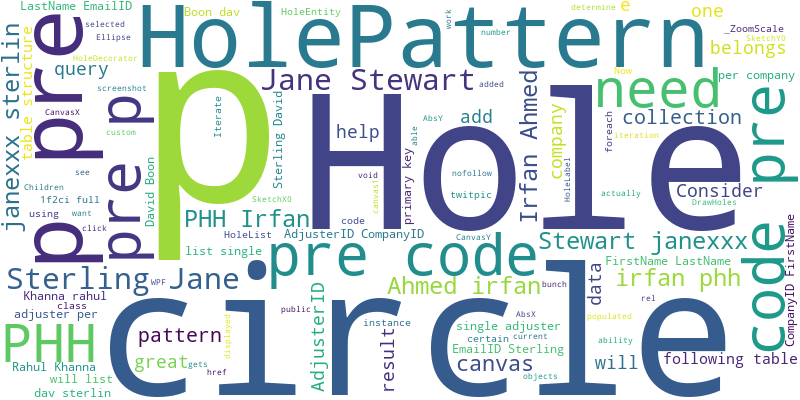 LastName EmailID
selected
Ellipse
Boon dav
HoleEntity
HolePattern
e
determine
work
number
one
_ZoomScale
SketchY0
belongs
Now
HoleDecorator
pre
p
query
screenshot
Jane Stewart
need
per company
janexxx sterlin
table structure
CanvasX
custom
Iterate
Sterling David
Hole
Irfan Ahmed
company
foreach
collection
code pre
added
AbsY
able
add
help
primary key
nofollow
twitpic
iteration
HoleLabel
Consider
DrawHoles
Children
see
1f2ci full
want
using
click
pre p
David Boon
SketchX0
void
canvas1
actually
PHH Irfan
code
HoleList
AdjusterID CompanyID
CanvasY
Stewart janexxx
list single
pre code
FirstName LastName
CompanyID FirstName
Sterling Jane
WPF
circle
Ahmed irfan
bunch
data
irfan phh
Khanna rahul
class
adjuster per
public
AdjusterID
instance
result
AbsX
single adjuster
certain
current
EmailID Sterling
rel
populated
ability
will
following table
PHH
pattern
displayed
great
gets
href
canvas
objects
Rahul Khanna
will list
dav sterlin